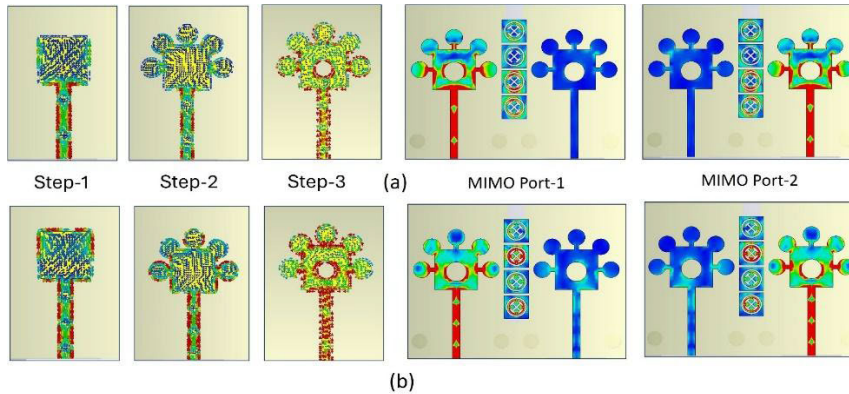 Step-1
Step-2
Step-3
(a)
MIMO Port-1
MIMO Port-2
(b)